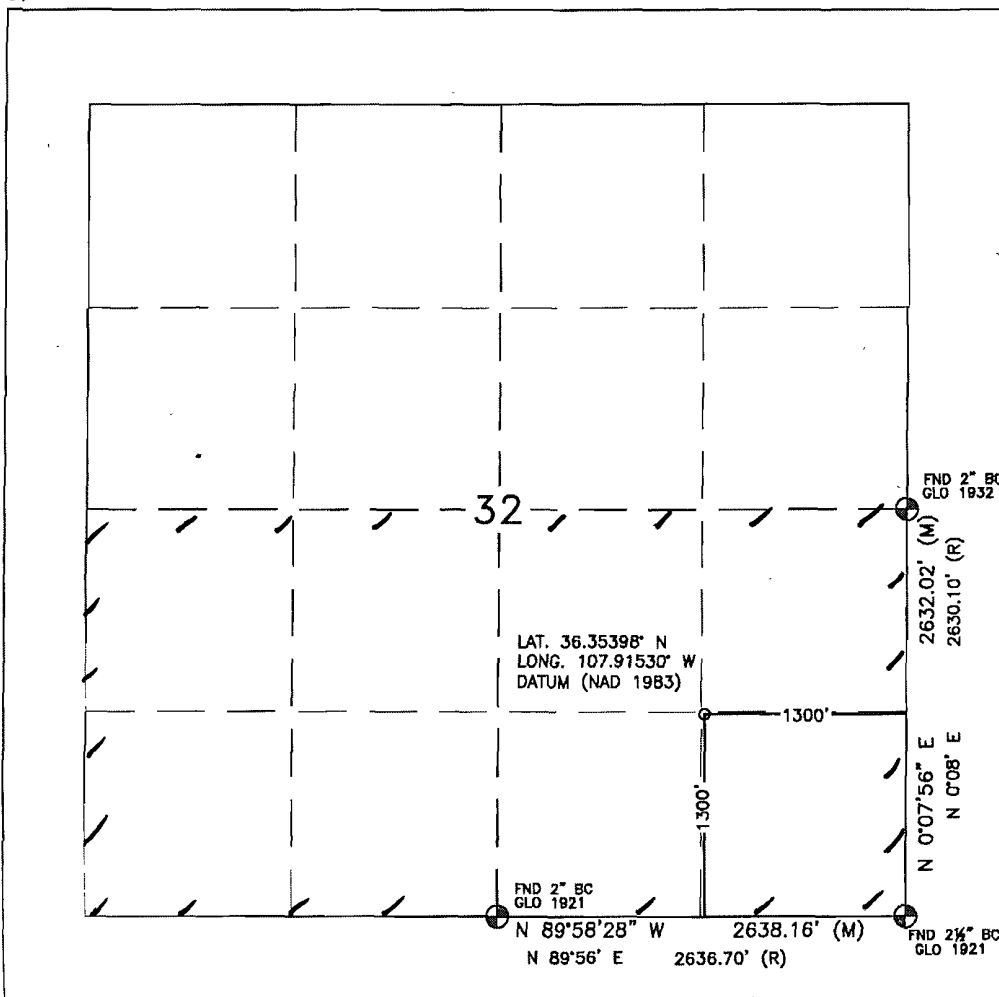 FND 2" BC
GLO 1932
32
2632.02' (M)
2630.10' (R)
LAT. 36.35398° N
LONG. 107.91530° W
DATUM (NAD 1983)
1300'
1300'
N 0°07'56" E
N 0°08' E
FND 2" BC
GLO 1921
N 89°58'28" W 2638.16' (M)
N 89°56' E 2636.70' (R)
FND 2½" BC
GLO 1921